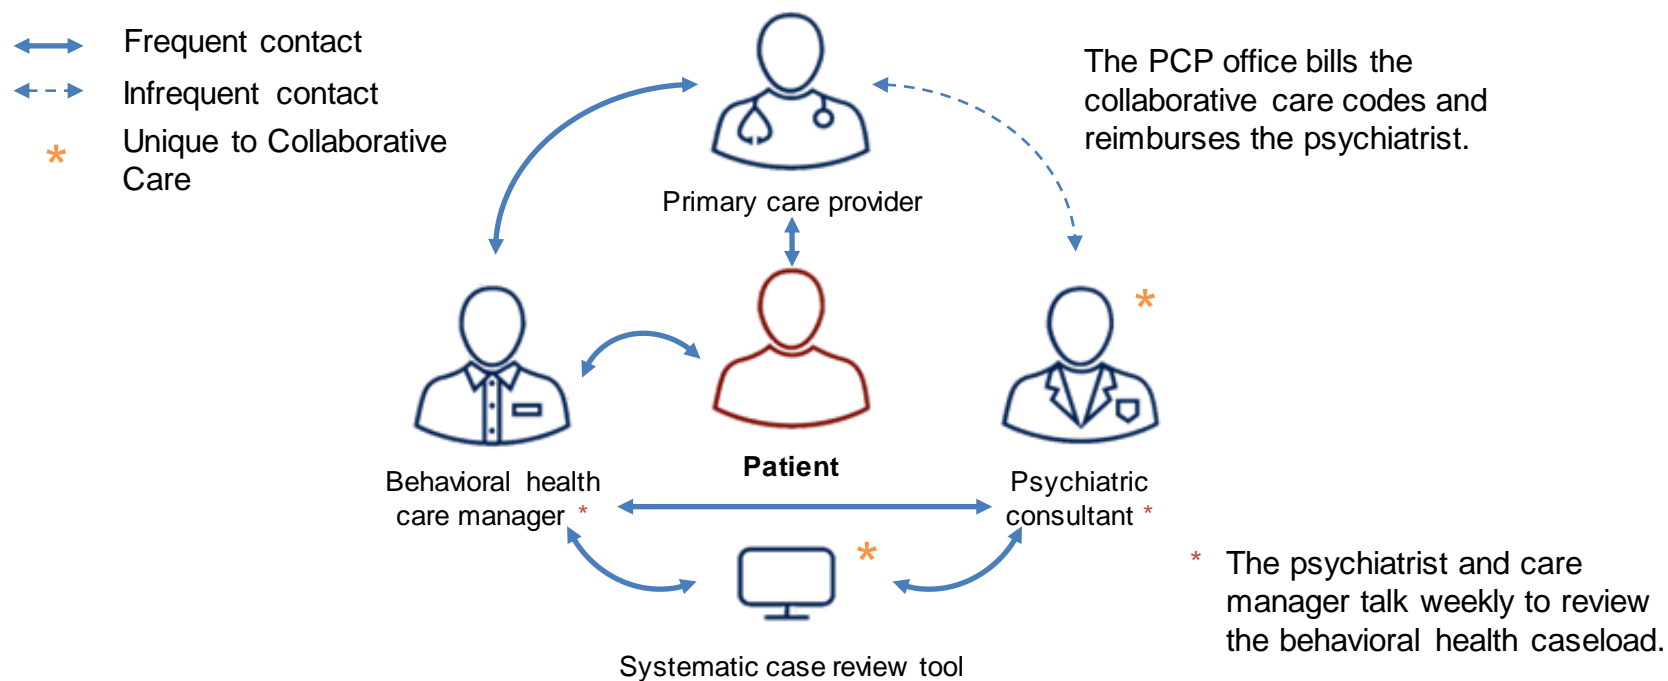 Frequent contact
Infrequent contact
* Unique to Collaborative
Care
The PCP office bills the
collaborative care codes and
reimburses the psychiatrist.
Primary care provider
*
Patient
Behavioral health
care manager *
Psychiatric
consultant *
*
Systematic case review tool
* The psychiatrist and care
manager talk weekly to review
the behavioral health caseload.